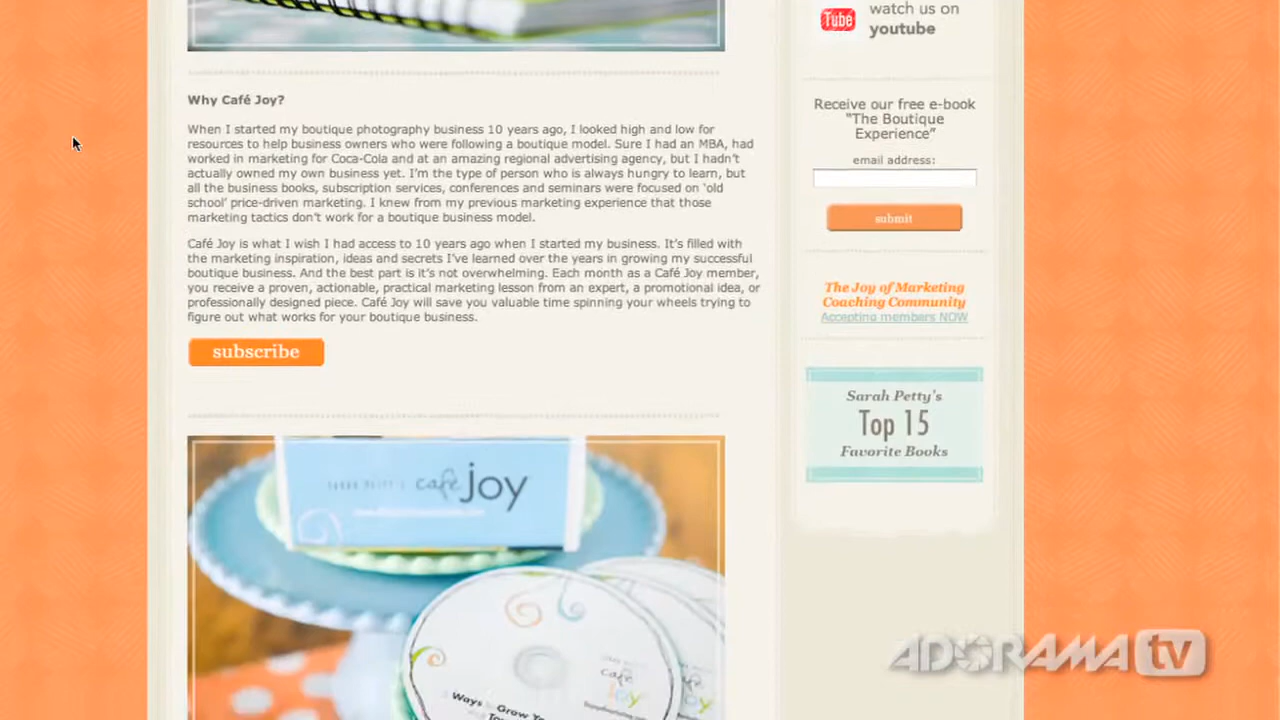 Why Café Joy?
When I started my boutique photography business 10 years ago, I looked high and low for
resources to help business owners who were following a boutique model. Sure I had an MBA, had
worked in marketing for Coca-Cola and at an amazing regional advertising agency, but I hadn't
actually owned my own business yet. I'm the type of person who is always hungry to learn, but
all the business books, subscription services, conferences and seminars were focused on 'old
school' price-driven marketing. I knew from my previous marketing experience that those
marketing tactics don't work for a boutique business model.
Café Joy is what I wish I had access to 10 years ago when I started my business. It's filled with
the marketing inspiration, ideas and secrets I've learned over the years in growing my successful
boutique business. And the best part is it's not overwhelming. Each month as a Café Joy member,
you receive a proven, actionable, practical marketing lesson from an expert, a promotional idea, or
professionally designed piece. Café Joy will save you valuable time spinning your wheels trying to
figure out what works for your boutique business.
subscribe
café joy
café
joy
Ways to Grow
Tube
watch us on
youtube
Receive our free e-book
"The Boutique
Experience"
email address:
submit
The Joy of Marketing
Coaching Community
Accepting members NOW
Sarah Petty's
Top 15
Favorite Books
ADORAMA tv